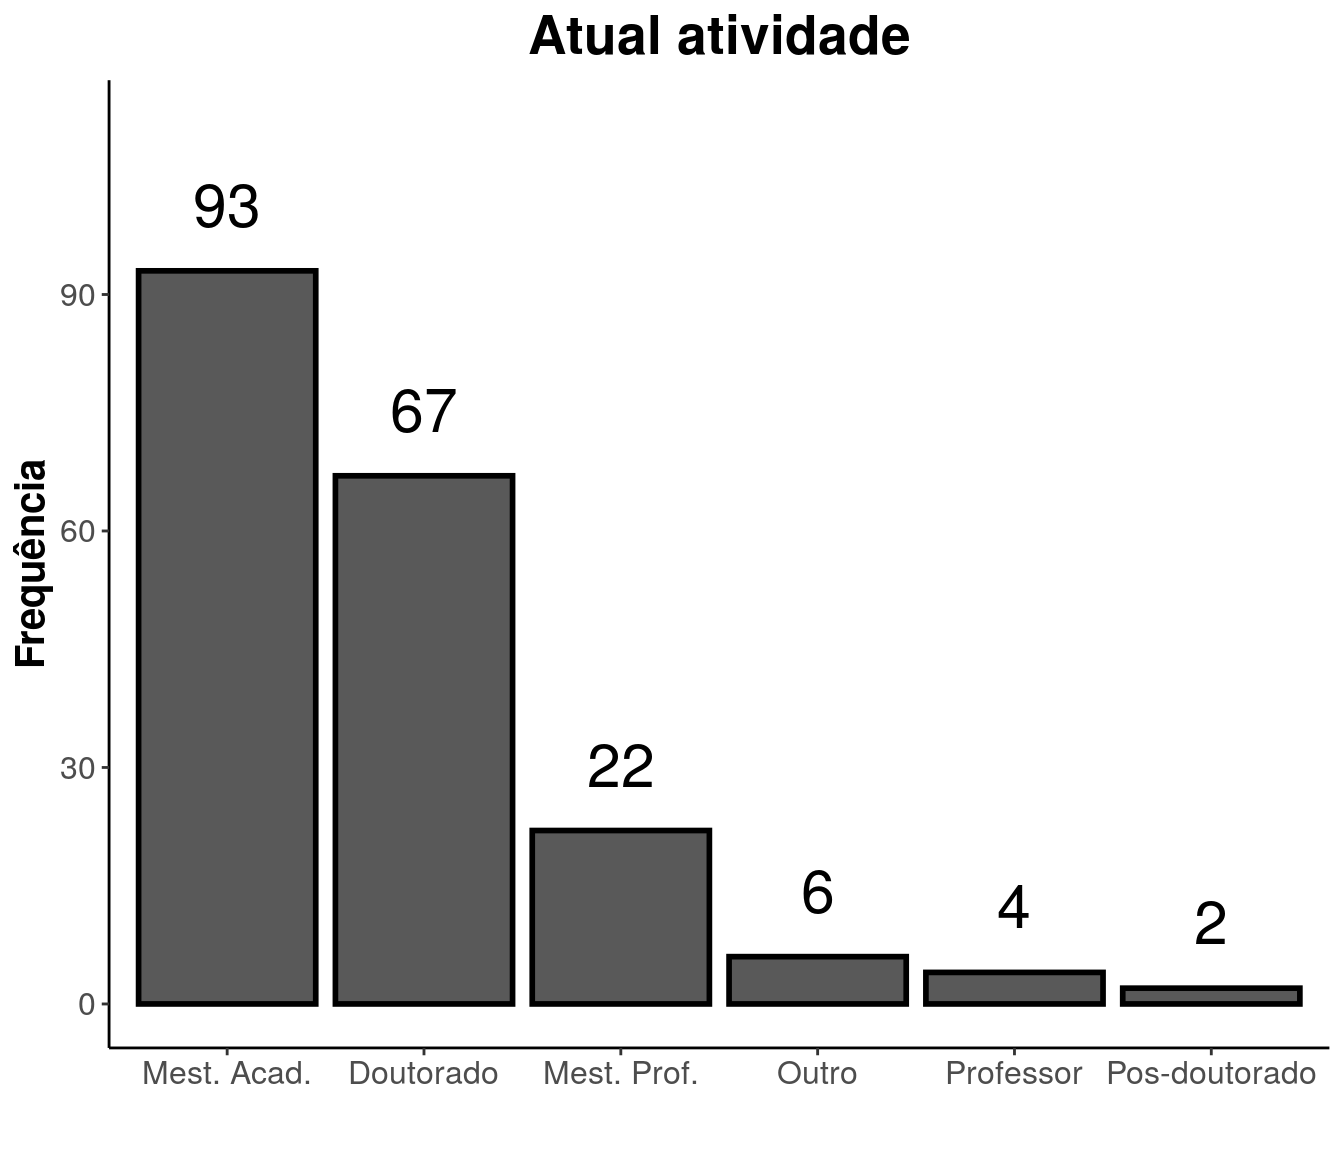 Atual atividade
Frequência
90
60
30
0
93
67
22
6
4
2
Mest. Acad.
Doutorado
Mest. Prof.
Outro
Professor
Pos-doutorado